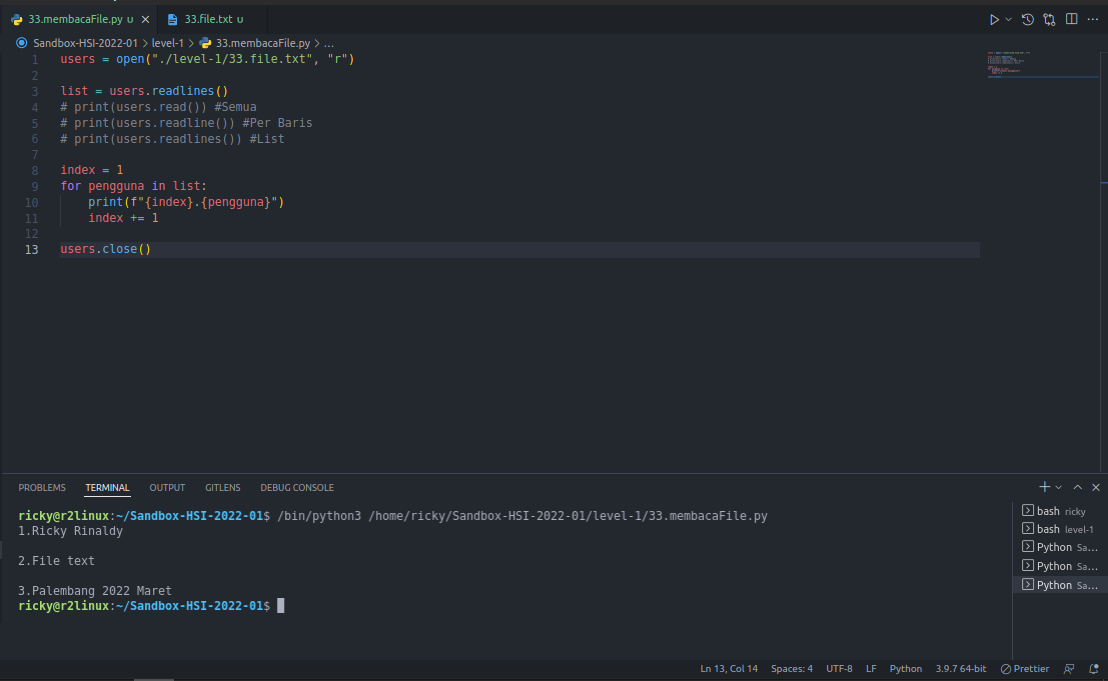 33.membacaFile.py U
33.file.txt U
Sandbox-HSI-2022-01 > level-1 > 33.membacaFile.py > ...
1 users = open("./level-1/33.file.txt", "r")
2
3 list = users.readlines()
4 # print(users.read()) #Semua
5 # print(users.readline()) #Per Baris
6 # print(users.readlines()) #List
7
8 index = 1
9 for pengguna in list:
10 print(f"{index}.{pengguna}")
11 index += 1
12
13 users.close()
PROBLEMS TERMINAL OUTPUT GITLENS DEBUG CONSOLE
ricky@r2linux:~/Sandbox-HSI-2022-01$ /bin/python3 /home/ricky/Sandbox-HSI-2022-01/level-1/33.membacaFile.py
1.Ricky Rinaldy
2.File text
3.Palembang 2022 Maret
ricky@r2linux:~/Sandbox-HSI-2022-01$
bash ricky
bash level-1
Python Sa...
Python Sa...
Python Sa...
Ln 13, Col 14 Spaces: 4 UTF-8 LF Python 3.9.7 64-bit Prettier